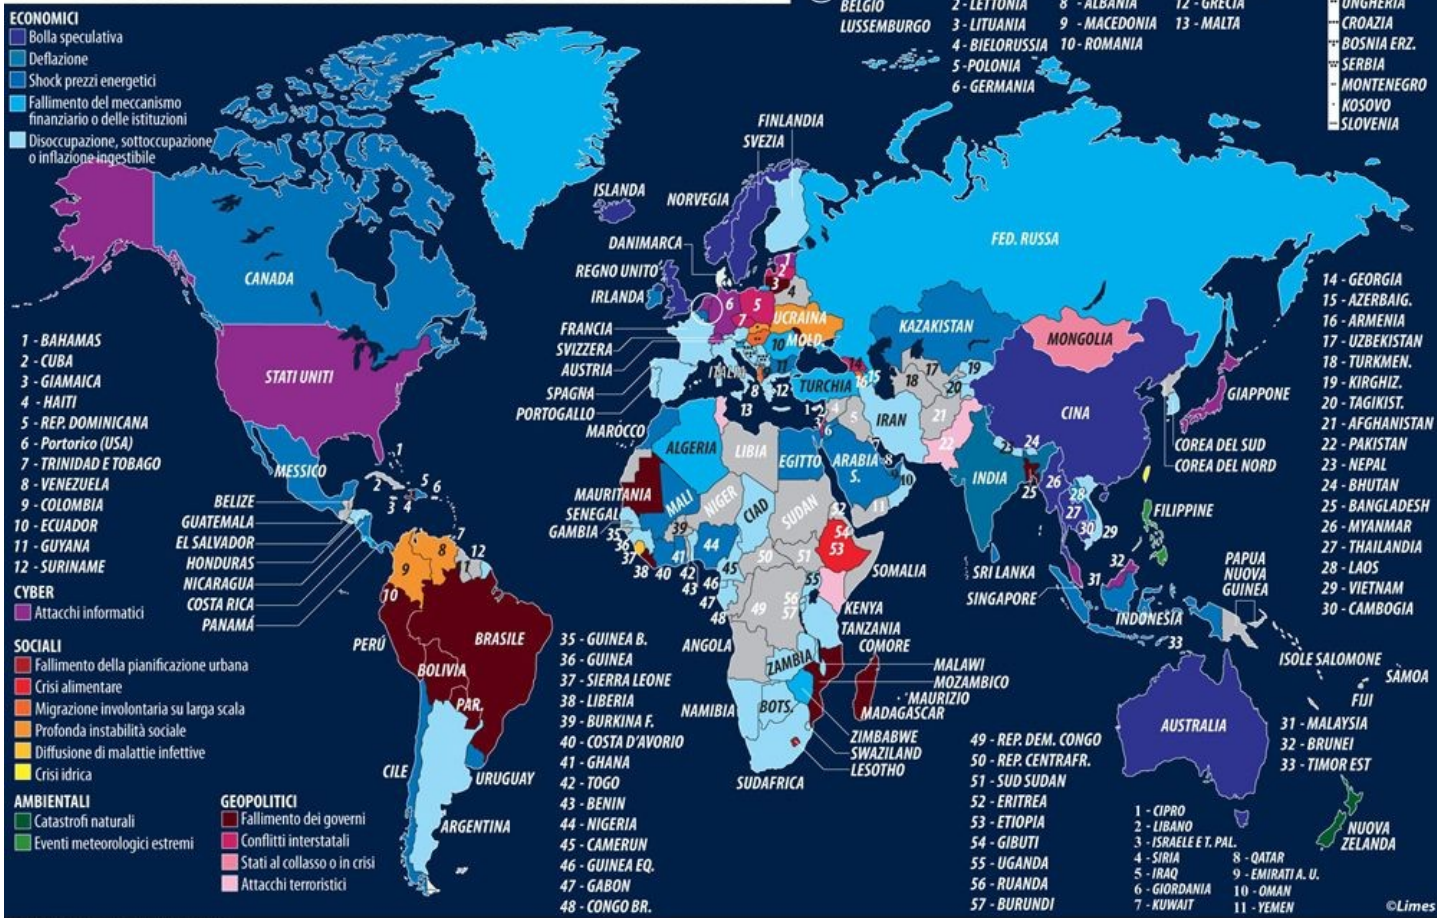 BELGIO
LUSSEMBURGO
2 - LETTONIA
3 - LITUANIA
4 - BIELORUSSIA
5 - POLONIA
6 - GERMANIA
8 - ALBANIA
9 - MACEDONIA
10 - ROMANIA
12 - GRECIA
13 - MALTA
UNGHERIA
CROAZIA
BOSNIA ERZ.
SERBIA
MONTENEGRO
KOSOVO
SLOVENIA
ECONOMICI
Bolla speculativa
Deflazione
Shock prezzi energetici
Fallimento del meccanismo
finanziario o delle istituzioni
Disoccupazione, sottoccupazione
o inflazione ingestibile
FINLANDIA
SVEZIA
ISLANDA
NORVEGIA
DANIMARCA
REGNO UNITO
IRLANDA
FRANCIA
SVIZZERA
AUSTRIA
SPAGNA
PORTOGALLO
MAROCCO
CANADA
STATI UNITI
MESSICO
FED. RUSSA
UCRAINA
MOLD.
ITALIA
TURCHIA
KAZAKISTAN
MONGOLIA
CINA
GIAPPONE
COREA DEL SUD
COREA DEL NORD
IRAN
INDIA
ALGERIA
LIBIA
EGITTO
ARABIA
S.
MAURITANIA
SENEGAL
GAMBIA
MALI
NIGER
CIAD
SUDAN
SOMALIA
KENYA
TANZANIA
COMORE
MALAWI
MOZAMBICO
MAURIZIO
MADAGASCAR
ZIMBABWE
SWAZILAND
LESOTHO
ANGOLA
ZAMBIA
NAMIBIA
BOTS.
SUDAFRICA
SRI LANKA
SINGAPORE
FILIPPINE
INDONESIA
PAPUA
NUOVA
GUINEA
ISOLE SALOMONE
SAMOA
FIJI
AUSTRALIA
NUOVA
ZELANDA
1 - BAHAMAS
2 - CUBA
3 - GIAMAICA
4 - HAITI
5 - REP. DOMINICANA
6 - Portorico (USA)
7 - TRINIDAD E TOBAGO
8 - VENEZUELA
9 - COLOMBIA
10 - ECUADOR
11 - GUYANA
12 - SURINAME
BELIZE
GUATEMALA
EL SALVADOR
HONDURAS
NICARAGUA
COSTA RICA
PANAMÁ
PERÚ
BRASILE
BOLIVIA
PAR.
CILE
URUGUAY
ARGENTINA
CYBER
Attacchi informatici
SOCIALI
Fallimento della pianificazione urbana
Crisi alimentare
Migrazione involontaria su larga scala
Profonda instabilità sociale
Diffusione di malattie infettive
Crisi idrica
AMBIENTALI
Catastrofi naturali
Eventi meteorologici estremi
GEOPOLITICI
Fallimento dei governi
Conflitti interstatali
Stati al collasso o in crisi
Attacchi terroristici
14 - GEORGIA
15 - AZERBAIG.
16 - ARMENIA
17 - UZBEKISTAN
18 - TURKMEN.
19 - KIRGHIZ.
20 - TAGIKIST.
21 - AFGHANISTAN
22 - PAKISTAN
23 - NEPAL
24 - BHUTAN
25 - BANGLADESH
26 - MYANMAR
27 - THAILANDIA
28 - LAOS
29 - VIETNAM
30 - CAMBOGIA
31 - MALAYSIA
32 - BRUNEI
33 - TIMOR EST
35 - GUINEA B.
36 - GUINEA
37 - SIERRA LEONE
38 - LIBERIA
39 - BURKINA F.
40 - COSTA D'AVORIO
41 - GHANA
42 - TOGO
43 - BENIN
44 - NIGERIA
45 - CAMERUN
46 - GUINEA EQ.
47 - GABON
48 - CONGO BR.
49 - REP. DEM. CONGO
50 - REP. CENTRAFR.
51 - SUD SUDAN
52 - ERITREA
53 - ETIOPIA
54 - GIBUTI
55 - UGANDA
56 - RUANDA
57 - BURUNDI
1 - CIPRO
2 - LIBANO
3 - ISRAELE E T. PAL.
4 - SIRIA
5 - IRAQ
6 - GIORDANIA
7 - KUWAIT
8 - QATAR
9 - EMIRATI A. U.
10 - OMAN
11 - YEMEN
©Limes